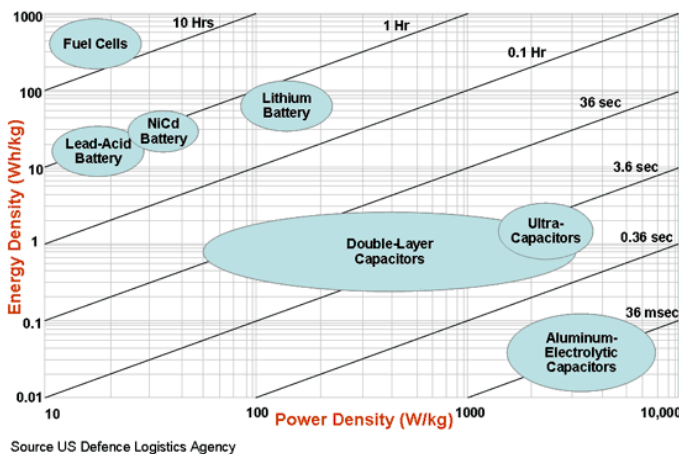 1000
10 Hrs
1 Hr
Fuel Cells
0.1 Hr
100
Lithium
Battery
36 sec
NiCd
Battery
Lead-Acid
Battery
10
3.6 sec
Ultra-
Capacitors
Double-Layer
Capacitors
1
0.36 sec
0.1
36 msec
Aluminum-
Electrolytic
Capacitors
0.01
Energy Density (Wh/kg)
10
100
1000
10,000
Power Density (W/kg)
Source US Defence Logistics Agency